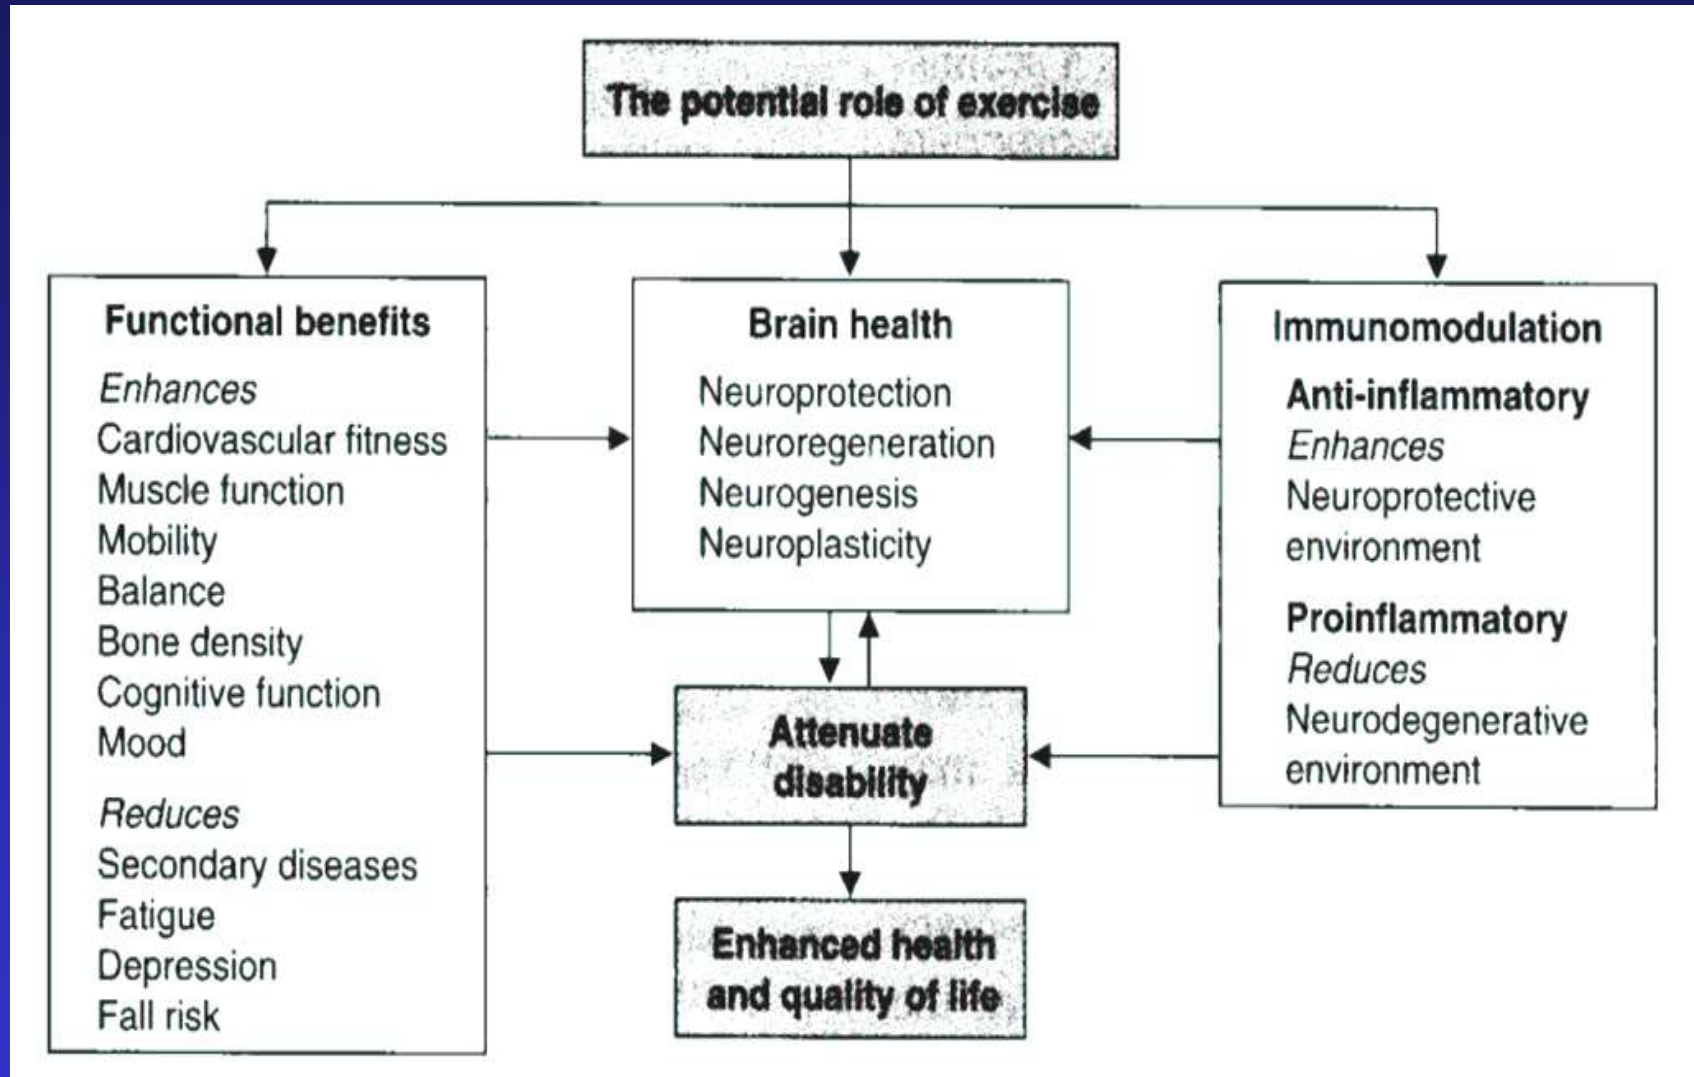 The potential role of exercise
Functional benefits
Enhances
Cardiovascular fitness
Muscle function
Mobility
Balance
Bone density
Cognitive function
Mood
Reduces
Secondary diseases
Fatigue
Depression
Fall risk
Brain health
Neuroprotection
Neuroregeneration
Neurogenesis
Neuroplasticity
Immunomodulation
Anti-inflammatory
Enhances
Neuroprotective
environment
Proinflammatory
Reduces
Neurodegenerative
environment
Attenuate
disability
Enhanced health
and quality of life